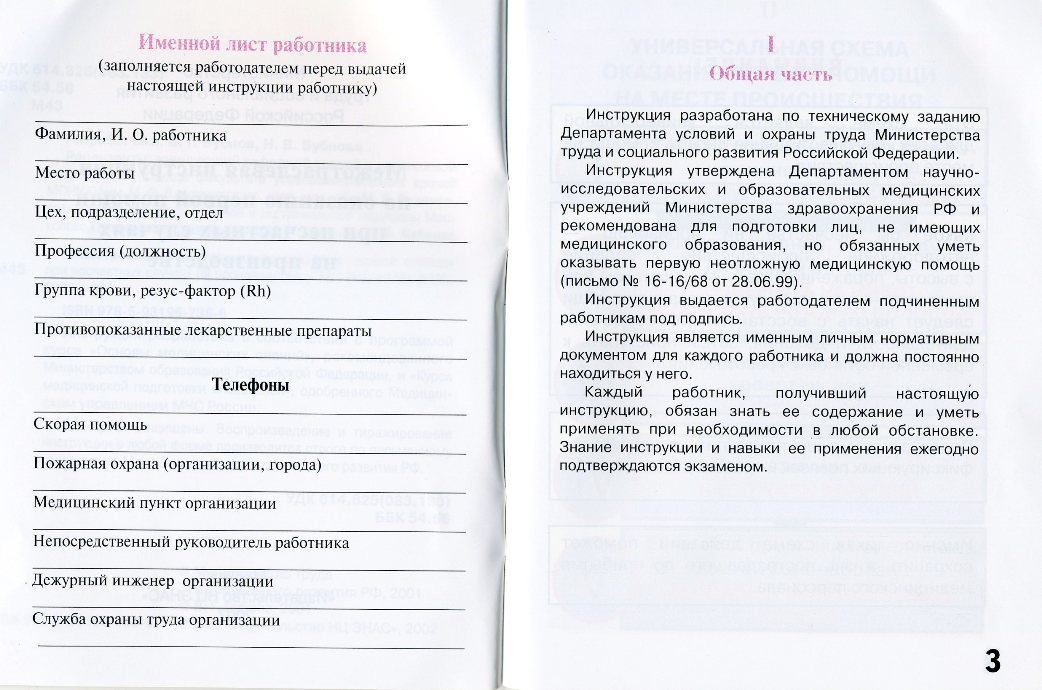 Именной лист работника
(заполняется работодателем перед выдачей
настоящей инструкции работнику)
Фамилия, И. О. работника
Место работы
Цех, подразделение, отдел
Профессия (должность)
Группа крови, резус-фактор (Rh)
Противопоказанные лекарственные препараты
Телефоны
Скорая помощь
Пожарная охрана (организации, города)
Медицинский пункт организации
Непосредственный руководитель работника
Дежурный инженер организации
Служба охраны труда организации
I
Общая часть
Инструкция разработана по техническому заданию
Департамента условий и охраны труда Министерства
труда и социального развития Российской Федерации.
Инструкция утверждена Департаментом научно-
исследовательских и образовательных медицинских
учреждений Министерства здравоохранения РФ и
рекомендована для подготовки лиц, не имеющих
медицинского образования, но обязанных уметь
оказывать первую неотложную медицинскую помощь
(письмо № 16-16/68 от 28.06.99).
Инструкция выдается работодателем подчиненным
работникам под подпись.
Инструкция является именным личным нормативным
документом для каждого работника и должна постоянно
находиться у него.
Каждый работник, получивший настоящую
инструкцию, обязан знать ее содержание и уметь
применять при необходимости в любой обстановке.
Знание инструкции и навыки ее применения ежегодно
подтверждаются экзаменом.
3